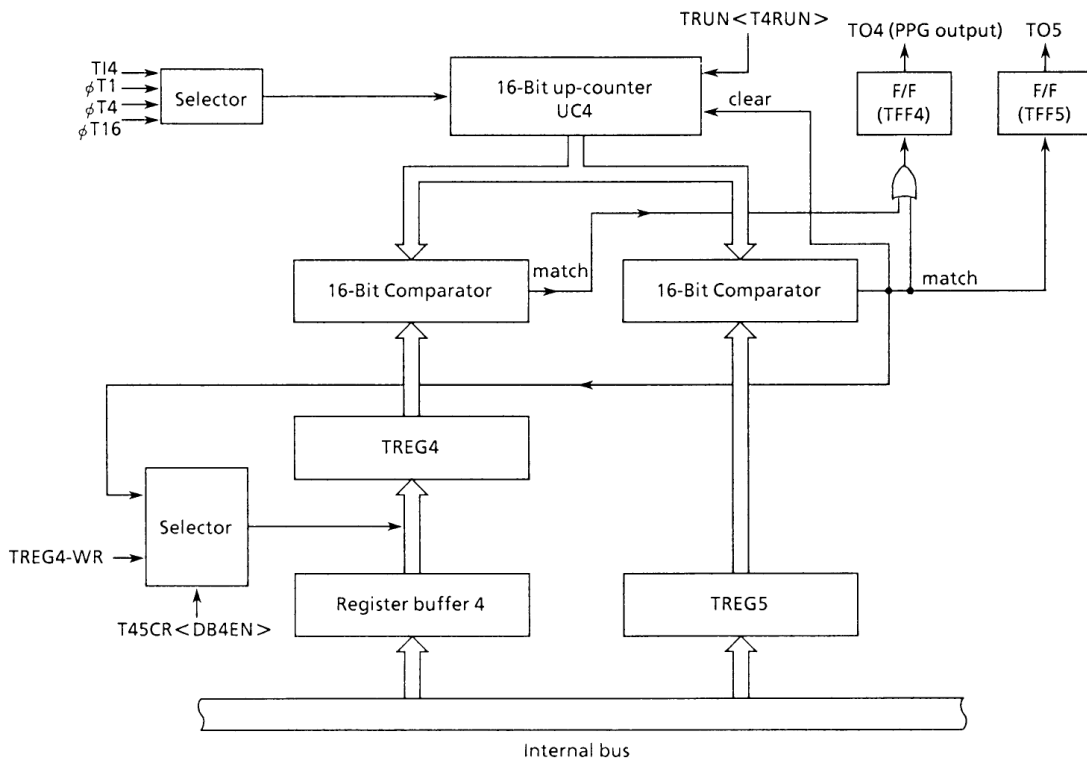 TRUN<T4RUN>
TO4 (PPG output)
TO5
TI4
φT1
φT4
φT16
Selector
16-Bit up-counter
UC4
clear
F/F
(TFF4)
F/F
(TFF5)
match
16-Bit Comparator
16-Bit Comparator
match
TREG4
Selector
TREG4-WR
T45CR<DB4EN>
Register buffer 4
TREG5
Internal bus